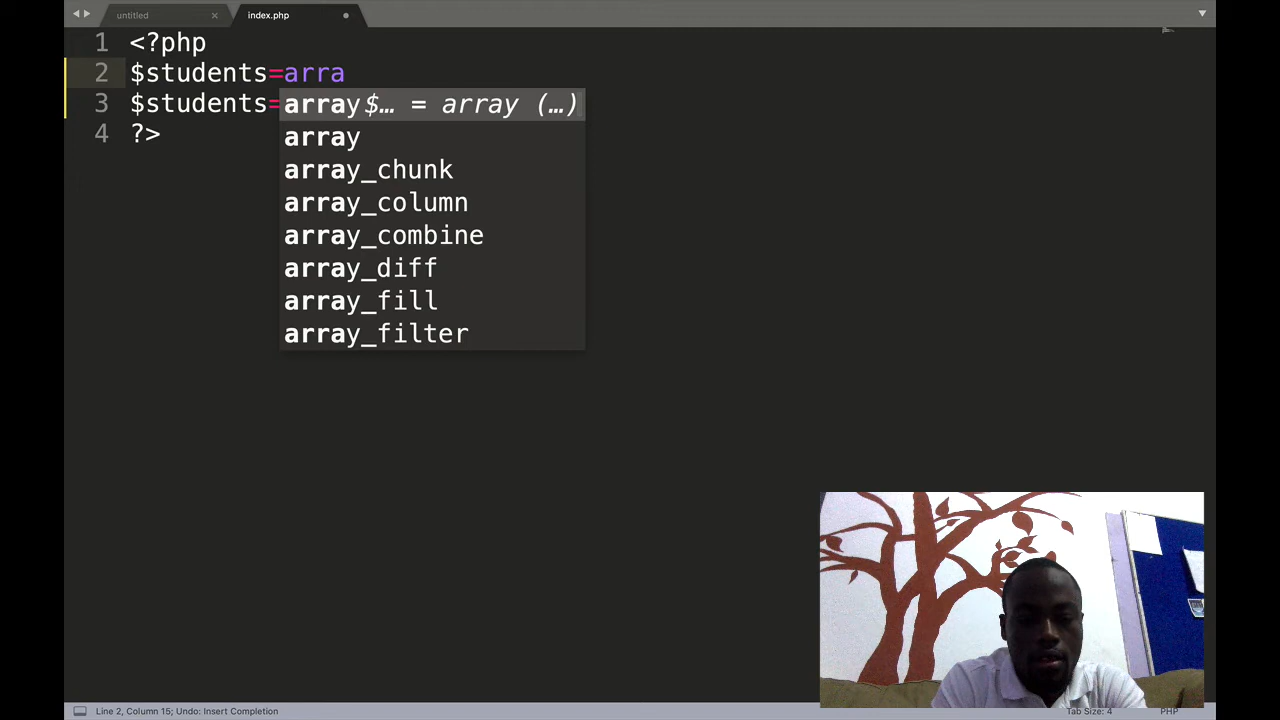 untitled × index.php
1 <?php
2 $students=arra
3 $students=
array $… = array (…)
4 ?>
array
array_chunk
array_column
array_combine
array_diff
array_fill
array_filter
Line 2, Column 15; Undo: Insert Completion Tab Size: 4 PHP